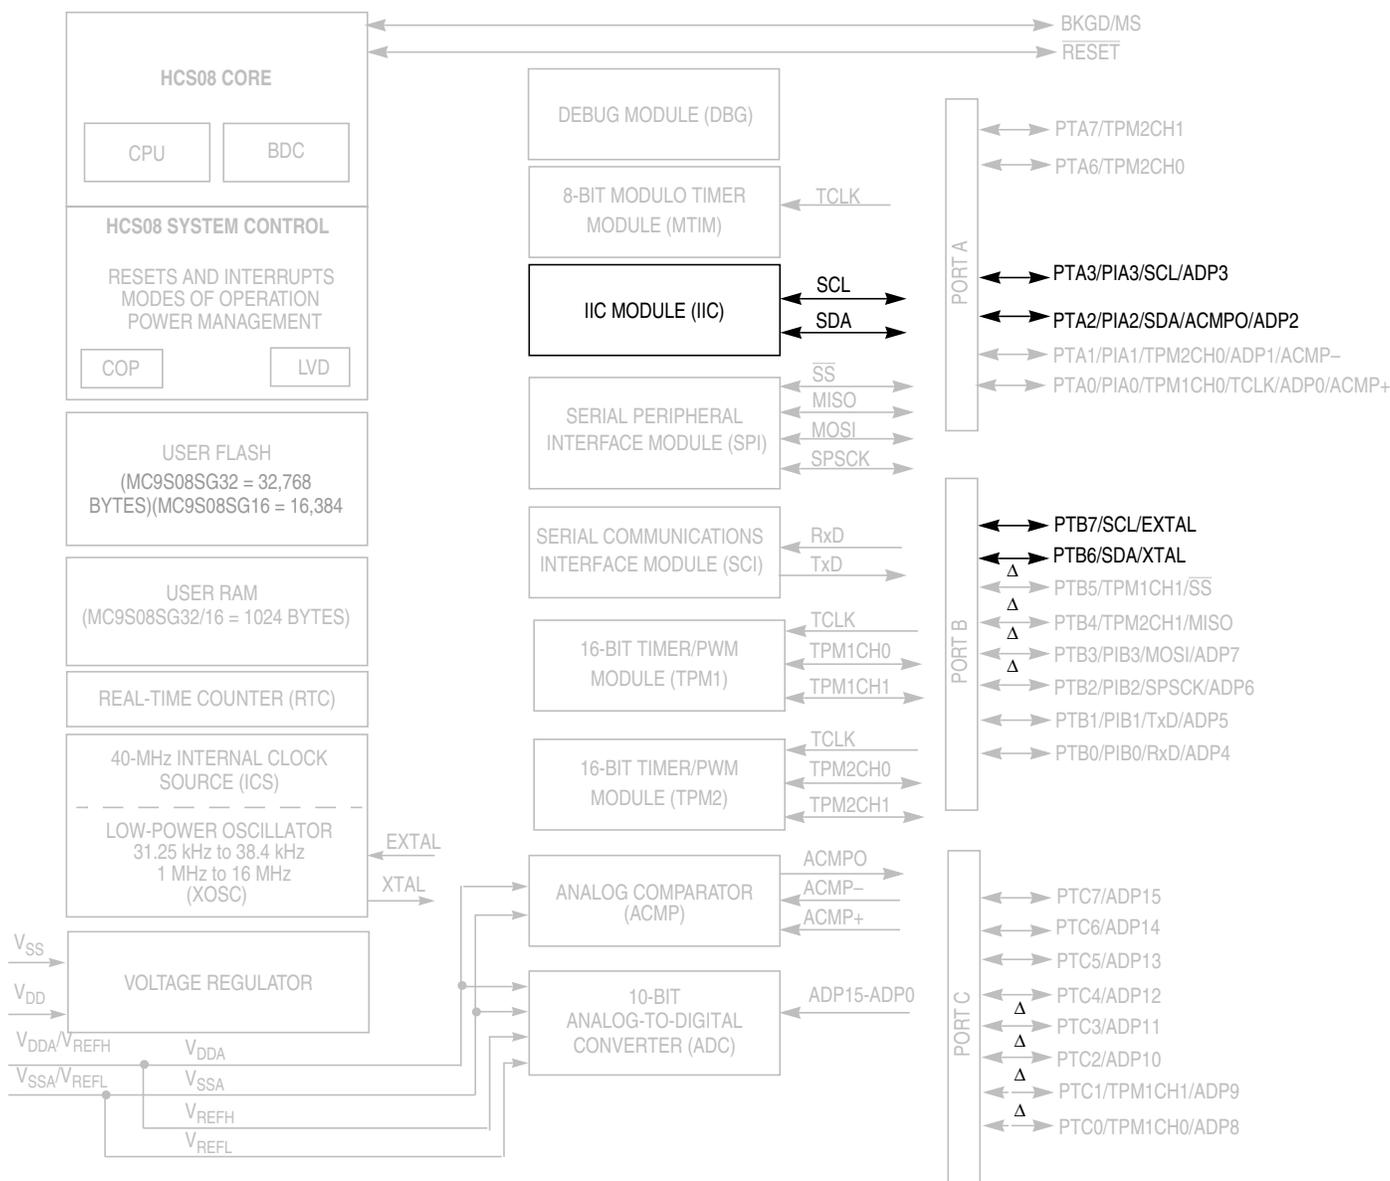 BKGD/MS
RESET
HCS08 CORE
CPU
BDC
HCS08 SYSTEM CONTROL
RESETS AND INTERRUPTS
MODES OF OPERATION
POWER MANAGEMENT
COP
LVD
USER FLASH
(MC9S08SG32 = 32,768
BYTES)(MC9S08SG16 = 16,384
USER RAM
(MC9S08SG32/16 = 1024 BYTES)
REAL-TIME COUNTER (RTC)
40-MHz INTERNAL CLOCK
SOURCE (ICS)
LOW-POWER OSCILLATOR
31.25 kHz to 38.4 kHz
1 MHz to 16 MHz
(XOSC)
EXTAL
XTAL
VSS
VDD
VOLTAGE REGULATOR
VDDA/VREFH
VSSA/VREFL
VDDA
VSSA
VREFH
VREFL
DEBUG MODULE (DBG)
8-BIT MODULO TIMER
MODULE (MTIM)
TCLK
IIC MODULE (IIC)
SCL
SDA
SERIAL PERIPHERAL
INTERFACE MODULE (SPI)
SS
MISO
MOSI
SPSCK
SERIAL COMMUNICATIONS
INTERFACE MODULE (SCI)
RxD
TxD
16-BIT TIMER/PWM
MODULE (TPM1)
TCLK
TPM1CH0
TPM1CH1
16-BIT TIMER/PWM
MODULE (TPM2)
TCLK
TPM2CH0
TPM2CH1
ANALOG COMPARATOR
(ACMP)
ACMPO
ACMP–
ACMP+
10-BIT
ANALOG-TO-DIGITAL
CONVERTER (ADC)
ADP15-ADP0
PORT A
PTA7/TPM2CH1
PTA6/TPM2CH0
PTA3/PIA3/SCL/ADP3
PTA2/PIA2/SDA/ACMPO/ADP2
PTA1/PIA1/TPM2CH0/ADP1/ACMP–
PTA0/PIA0/TPM1CH0/TCLK/ADP0/ACMP+
PORT B
PTB7/SCL/EXTAL
PTB6/SDA/XTAL
Δ
PTB5/TPM1CH1/SS
Δ
PTB4/TPM2CH1/MISO
Δ
PTB3/PIB3/MOSI/ADP7
Δ
PTB2/PIB2/SPSCK/ADP6
PTB1/PIB1/TxD/ADP5
PTB0/PIB0/RxD/ADP4
PORT C
PTC7/ADP15
PTC6/ADP14
PTC5/ADP13
PTC4/ADP12
Δ
PTC3/ADP11
Δ
PTC2/ADP10
Δ
PTC1/TPM1CH1/ADP9
Δ
PTC0/TPM1CH0/ADP8